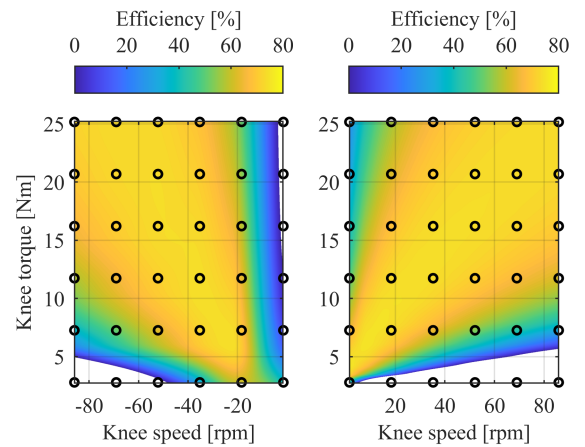 Efficiency [%] Efficiency [%]
0 20 40 60 80 0 20 40 60 80
Knee torque [Nm]
25 25
20 20
15 15
10 10
5 5
-80 -60 -40 -20 20 40 60 80
Knee speed [rpm] Knee speed [rpm]